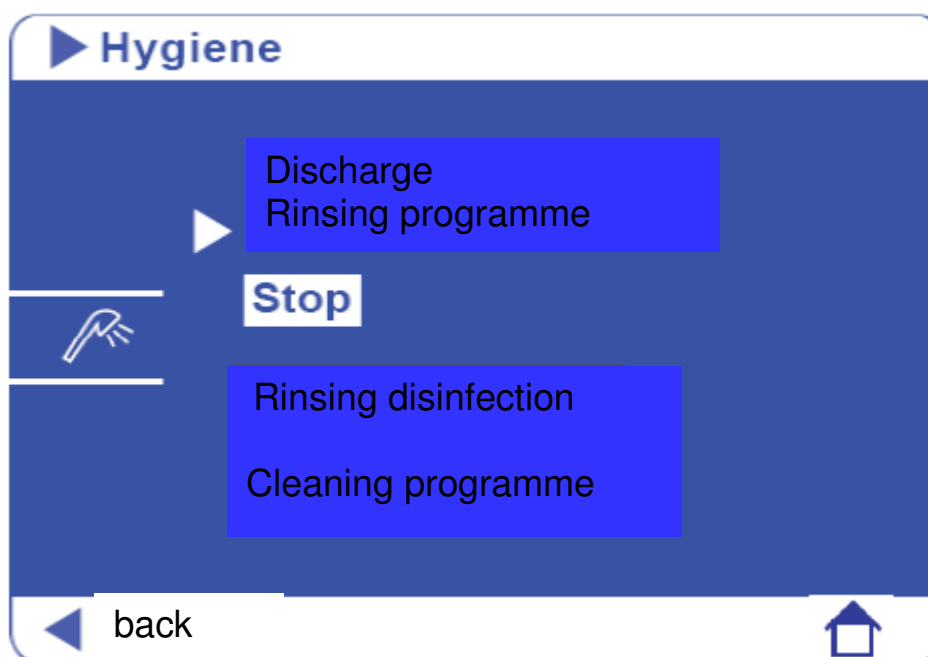 Hygiene
Discharge
Rinsing programme
Stop
Rinsing disinfection
Cleaning programme
back